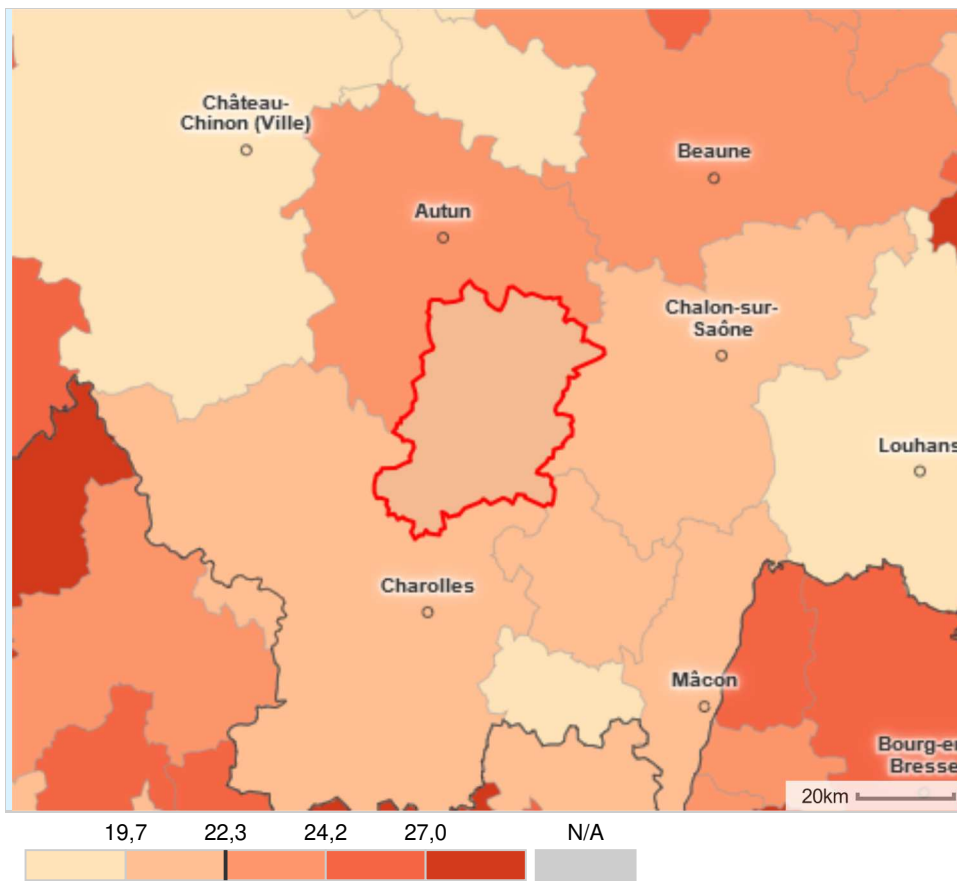 Château-
Chinon (Ville)
Beaune
Autun
Chalon-sur-
Saône
Louhans
Charolles
Mâcon
Bourg-en
Bresse
20km
19,7 22,3 24,2 27,0 N/A